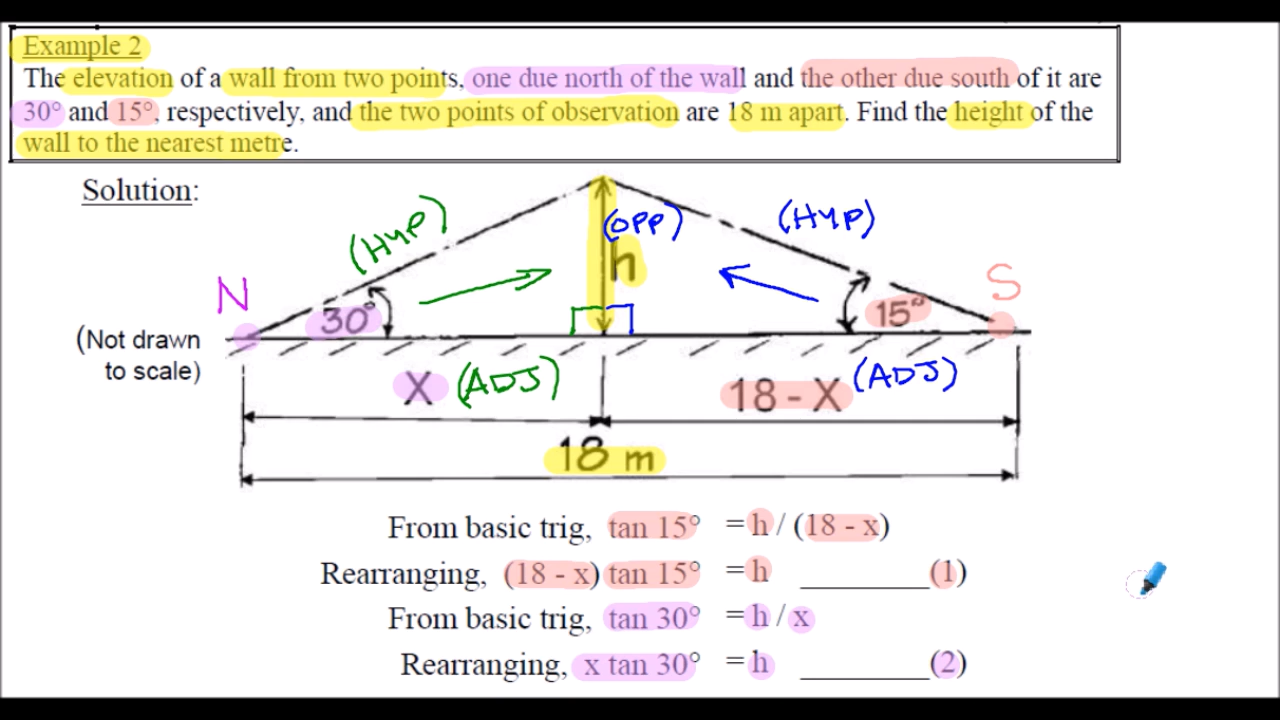 Example 2
The elevation of a wall from two points, one due north of the wall and the other due south of it are
30° and 15°, respectively, and the two points of observation are 18 m apart. Find the height of the
wall to the nearest metre.
Solution:
(HYP)
(OPP)
(HYP)
h
N
S
30°
15°
(Not drawn
to scale)
X (ADJ)
18 - X (ADJ)
18 m
From basic trig, tan 15° = h / (18 - x)
Rearranging, (18 - x) tan 15° = h _________(1)
From basic trig, tan 30° = h / x
Rearranging, x tan 30° = h _________(2)